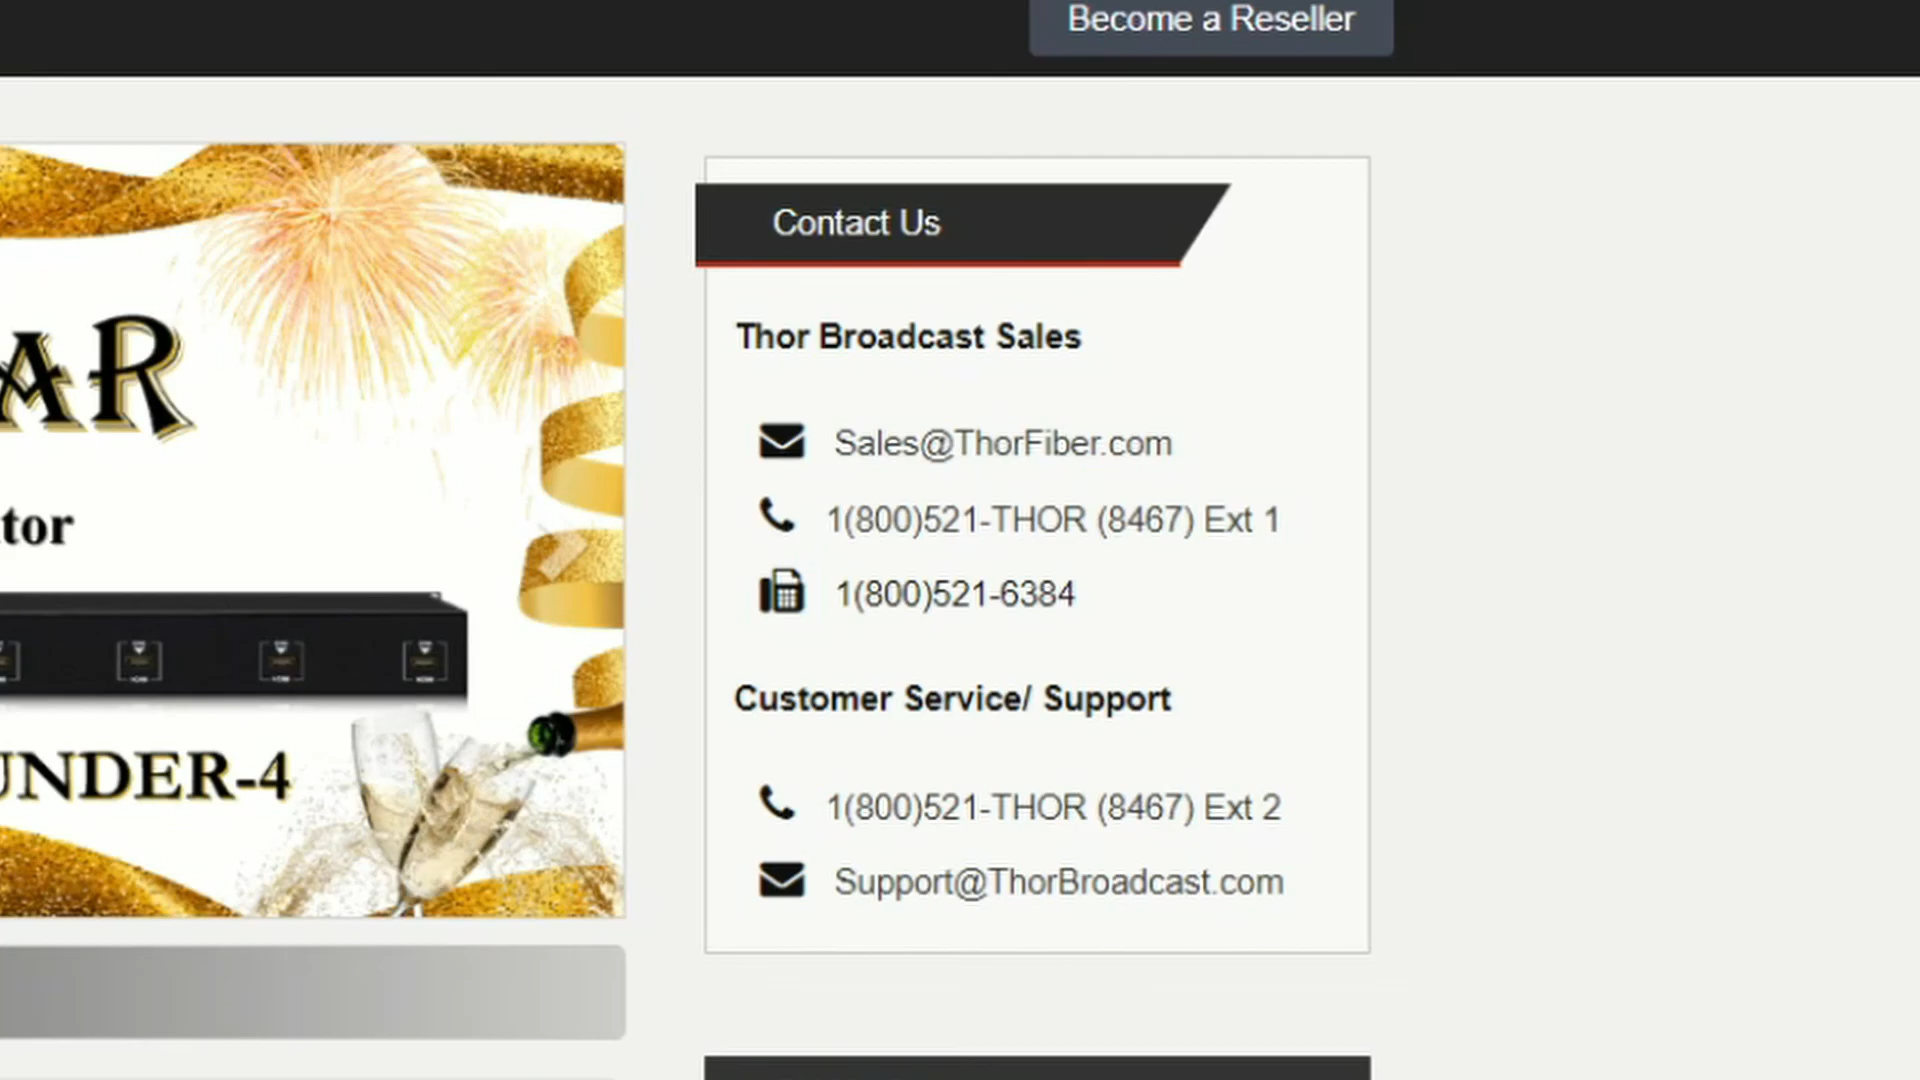 Become a Reseller
AR
tor
UNDER-4
Contact Us
Thor Broadcast Sales
Sales@ThorFiber.com
1(800)521-THOR (8467) Ext 1
1(800)521-6384
Customer Service/ Support
1(800)521-THOR (8467) Ext 2
Support@ThorBroadcast.com